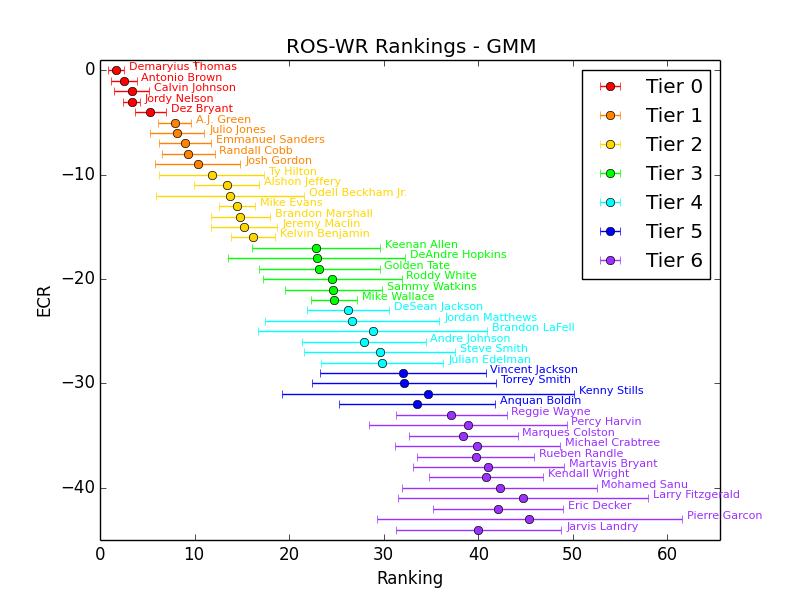 ROS-WR Rankings - GMM
0
−10
−20
−30
−40
ECR
Demaryius Thomas
Antonio Brown
Calvin Johnson
Jordy Nelson
Dez Bryant
A.J. Green
Julio Jones
Emmanuel Sanders
Randall Cobb
Josh Gordon
Ty Hilton
Alshon Jeffery
Odell Beckham Jr.
Mike Evans
Brandon Marshall
Jeremy Maclin
Kelvin Benjamin
Keenan Allen
DeAndre Hopkins
Golden Tate
Roddy White
Sammy Watkins
Mike Wallace
DeSean Jackson
Jordan Matthews
Brandon LaFell
Andre Johnson
Steve Smith
Julian Edelman
Vincent Jackson
Torrey Smith
Kenny Stills
Anquan Boldin
Reggie Wayne
Percy Harvin
Marques Colston
Michael Crabtree
Rueben Randle
Martavis Bryant
Kendall Wright
Mohamed Sanu
Larry Fitzgerald
Eric Decker
Pierre Garcon
Jarvis Landry
Tier 0
Tier 1
Tier 2
Tier 3
Tier 4
Tier 5
Tier 6
0 10 20 30 40 50 60
Ranking